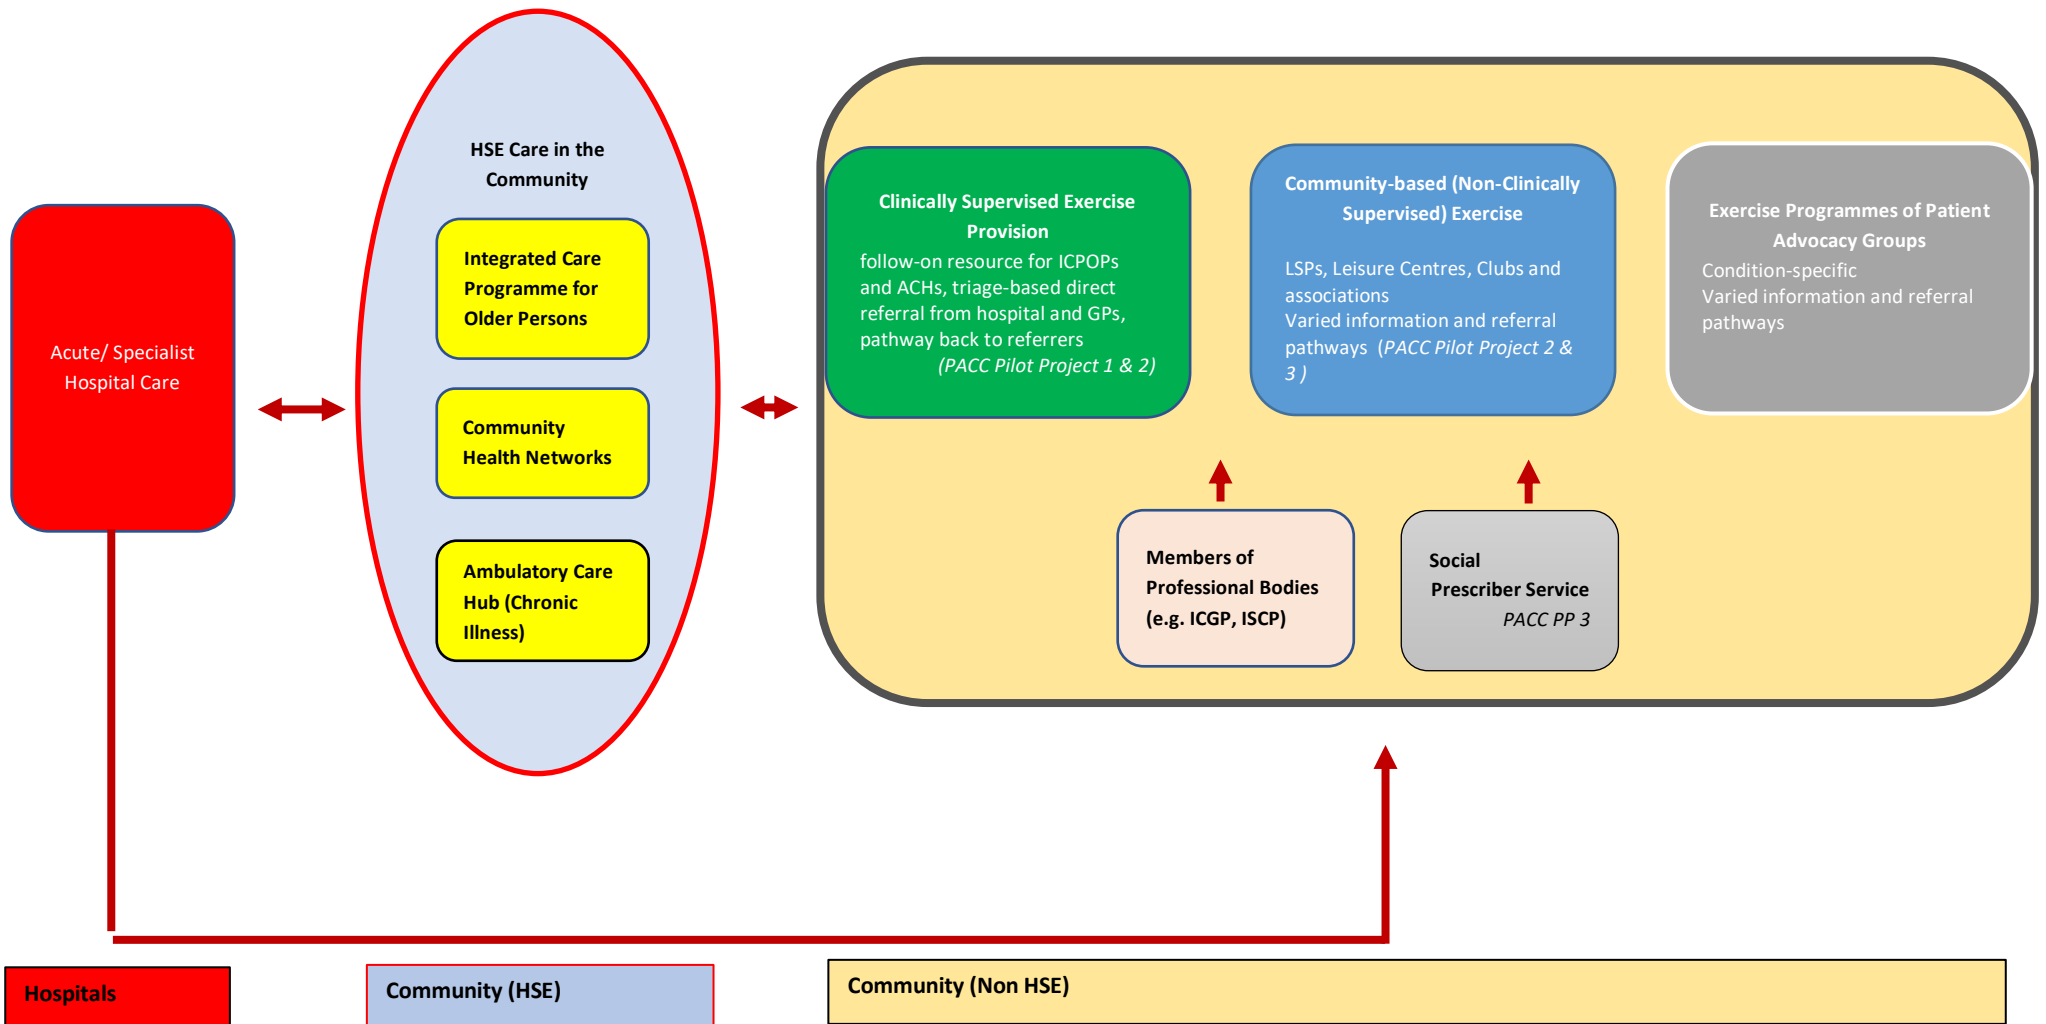 Acute/ Specialist
Hospital Care
HSE Care in the
Community
Integrated Care
Programme for
Older Persons
Community
Health Networks
Ambulatory Care
Hub (Chronic
Illness)
Clinically Supervised Exercise
Provision
follow-on resource for ICPOPs
and ACHs, triage-based direct
referral from hospital and GPs,
pathway back to referrers
(PACC Pilot Project 1 & 2)
Community-based (Non-Clinically
Supervised) Exercise
LSPs, Leisure Centres, Clubs and
associations
Varied information and referral
pathways  (PACC Pilot Project 2 &
3 )
Exercise Programmes of Patient
Advocacy Groups
Condition-specific
Varied information and referral
pathways
Members of
Professional Bodies
(e.g. ICGP, ISCP)
Social
Prescriber Service
PACC PP 3
Hospitals
Community (HSE)
Community (Non HSE)